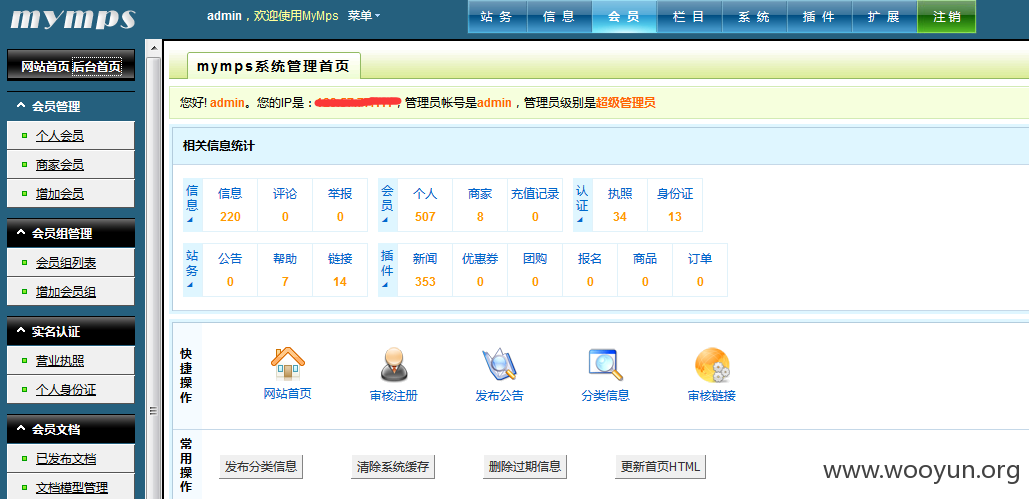 mymps
admin，欢迎使用MyMps 菜单
站务 信息 会员 栏目 系统 插件 扩展 注销
网站首页 后台首页
会员管理
个人会员
商家会员
增加会员
会员组管理
会员组列表
增加会员组
实名认证
营业执照
个人身份证
会员文档
已发布文档
文档模型管理
mymps系统管理首页
您好! admin。您的IP是： ，管理员帐号是admin，管理员级别是超级管理员
相关信息统计
信息 信息 评论 举报 会员 个人 商家 充值记录 认证 执照 身份证
220 0 0 507 8 0 34 13
站务 公告 帮助 链接 插件 新闻 优惠券 团购 报名 商品 订单
0 7 14 353 0 0 0 0 0
快捷操作
网站首页 审核注册 发布公告 分类信息 审核链接
常用操作
发布分类信息 清除系统缓存 删除过期信息 更新首页HTML
www.wooyun.org